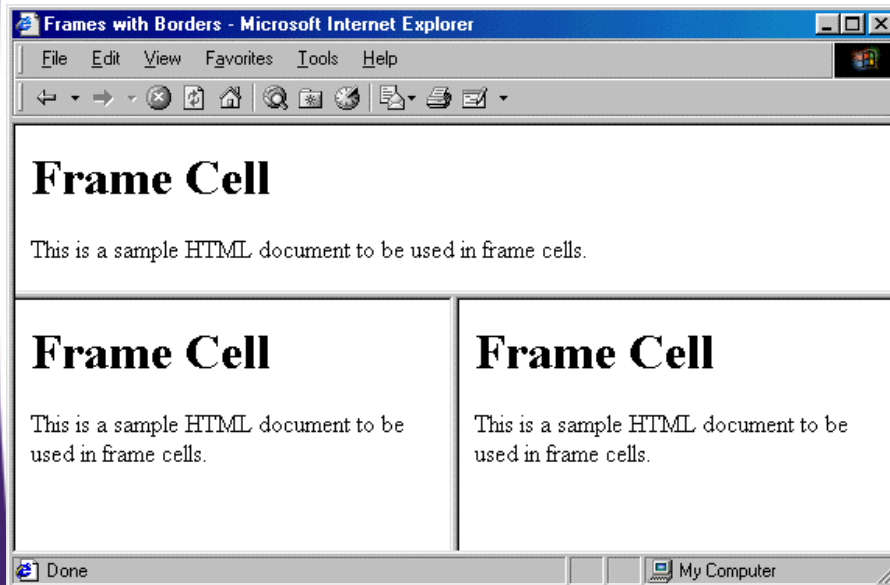 Frames with Borders - Microsoft Internet Explorer
File Edit View Favorites Tools Help
Frame Cell
This is a sample HTML document to be used in frame cells.
Frame Cell
This is a sample HTML document to be
used in frame cells.
Frame Cell
This is a sample HTML document to be
used in frame cells.
Done
My Computer